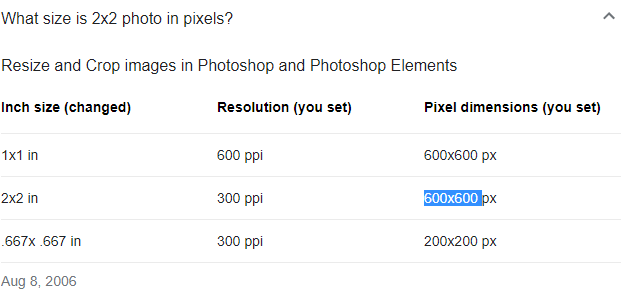 What size is 2x2 photo in pixels?
Resize and Crop images in Photoshop and Photoshop Elements
Inch size (changed) Resolution (you set) Pixel dimensions (you set)
1x1 in 600 ppi 600x600 px
2x2 in 300 ppi 600x600 px
.667x .667 in 300 ppi 200x200 px
Aug 8, 2006